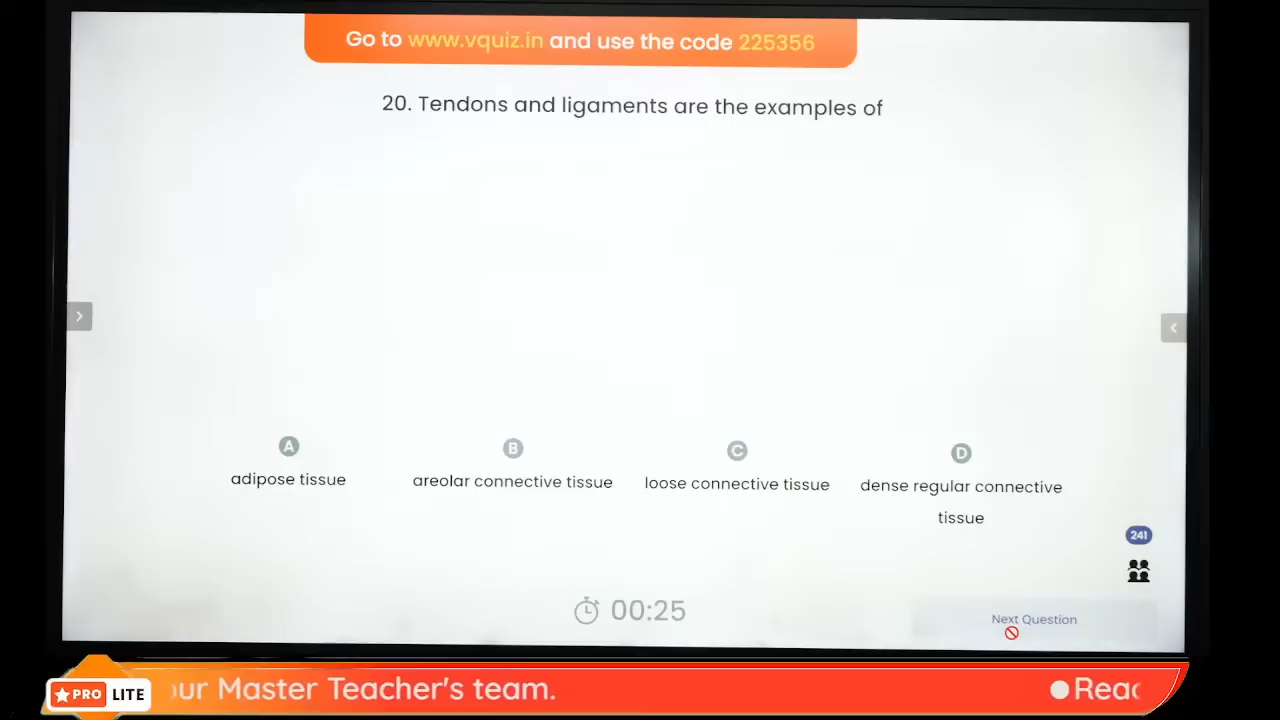 Go to www.vquiz.in and use the code 225356
20. Tendons and ligaments are the examples of
A
adipose tissue
B
areolar connective tissue
C
loose connective tissue
D
dense regular connective
tissue
241
00:25
Next Question
PRO LITE
our Master Teacher's team.
Reac